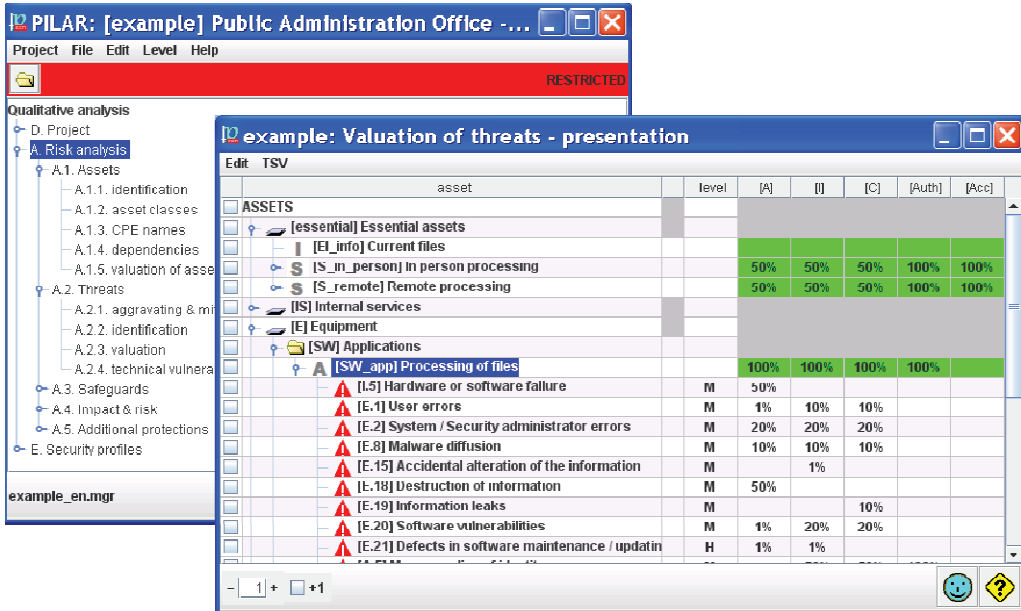 PILAR: [example] Public Administration Office -...
Project File Edit Level Help
RESTRICTED
Qualitative analysis
D. Project
A. Risk analysis
A.1. Assets
A.1.1. identification
A.1.2. asset classes
A.1.3. CPE names
A.1.4. dependencies
A.1.5. valuation of asse
A.2. Threats
A.2.1. aggravating & mi
A.2.2. identification
A.2.3. valuation
A.2.4. technical vulnera
A.3. Safeguards
A.4. Impact & risk
A.5. Additional protections
E. Security profiles
example_en.mgr
example: Valuation of threats - presentation
Edit TSV
asset level [A] [I] [C] [Auth] [Acc]
ASSETS
[essential] Essential assets
[EI_info] Current files
S [S_in_person] In person processing 50% 50% 50% 100% 100%
S [S_remote] Remote processing 50% 50% 50% 100% 100%
[IS] Internal services
[E] Equipment
[SW] Applications
A [SW_app] Processing of files 100% 100% 100% 100%
[I.5] Hardware or software failure M 50%
[E.1] User errors M 1% 10% 10%
[E.2] System / Security administrator errors M 20% 20% 20%
[E.8] Malware diffusion M 10% 10% 10%
[E.15] Accidental alteration of the information M 1%
[E.18] Destruction of information M 50%
[E.19] Information leaks M 10%
[E.20] Software vulnerabilities M 1% 20% 20%
[E.21] Defects in software maintenance / updatin H 1% 1%
- 1 + +1